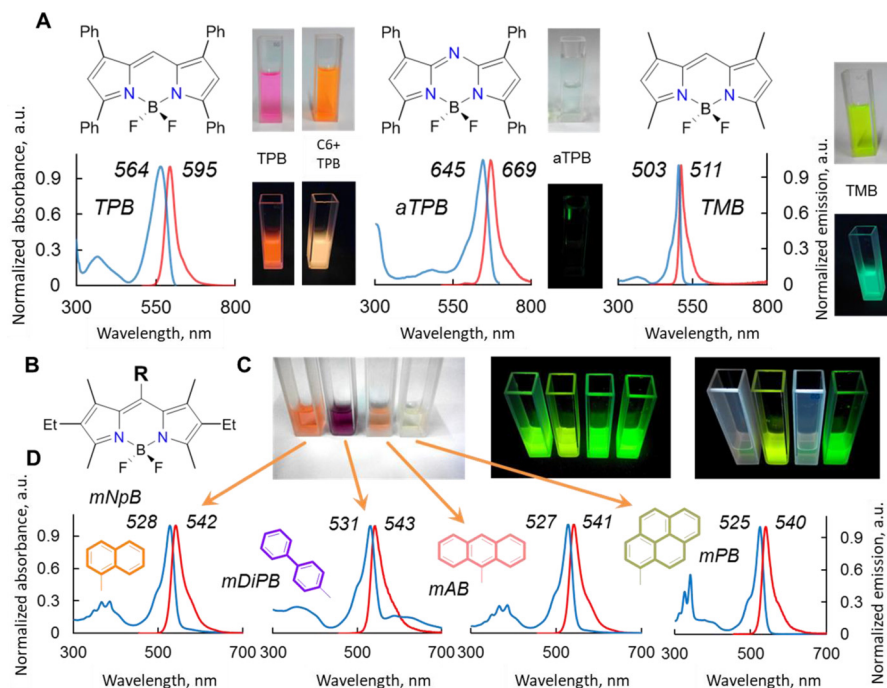 A
Ph
Ph
Ph
Ph
N
N
B
F
F
TPB
C6+
TPB
Ph
Ph
N
Ph
Ph
N
N
B
F
F
aTPB
N
N
B
F
F
TMB
Normalized absorbance, a.u.
0.9
0.6
0.3
0
564
595
TPB
300
550
800
Wavelength, nm
645
669
aTPB
300
550
800
Wavelength, nm
503
511
TMB
300
550
800
Wavelength, nm
0.9
0.6
0.3
0
Normalized emission, a.u.
B
R
Et
Et
N
N
B
F
F
C
D
Normalized absorbance, a.u.
mNpB
0.9
0.6
0.3
0
528
542
300
500
700
Wavelength, nm
mDiPB
531
543
300
500
700
Wavelength, nm
mAB
527
541
300
500
700
Wavelength, nm
mPB
525
540
300
500
700
Wavelength, nm
0.9
0.6
0.3
0
Normalized emission, a.u.